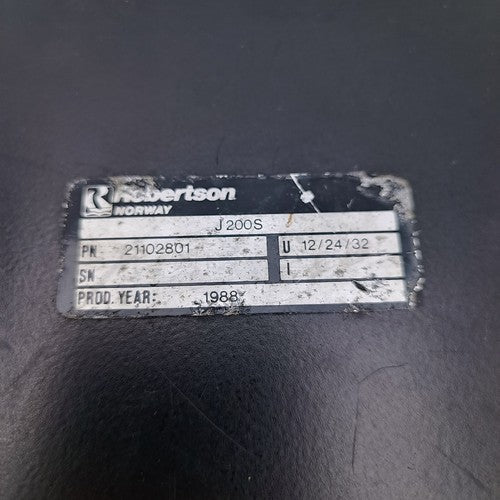 Robertson
NORWAY
J200S
PN 21102801 U 12/24/32
SN I
PROD. YEAR: 1988